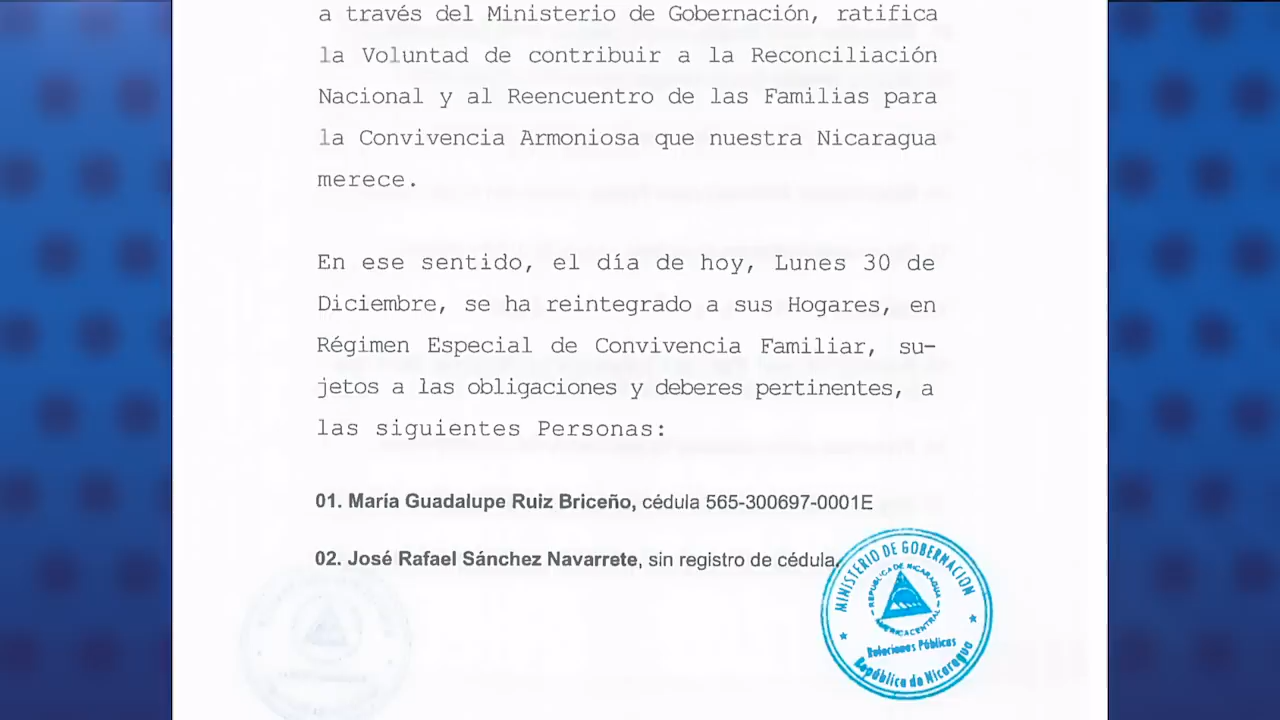 a través del Ministerio de Gobernación, ratifica
la Voluntad de contribuir a la Reconciliación
Nacional y al Reencuentro de las Familias para
la Convivencia Armoniosa que nuestra Nicaragua
merece.
En ese sentido, el día de hoy, Lunes 30 de
Diciembre, se ha reintegrado a sus Hogares, en
Régimen Especial de Convivencia Familiar, su-
jetos a las obligaciones y deberes pertinentes, a
las siguientes Personas:
01. María Guadalupe Ruiz Briceño, cédula 565-300697-0001E
02. José Rafael Sánchez Navarrete, sin registro de cédula.
MINISTERIO DE GOBERNACION
REPUBLICA DE NICARAGUA
AMERICA CENTRAL
Relaciones Públicas
República de Nicaragua